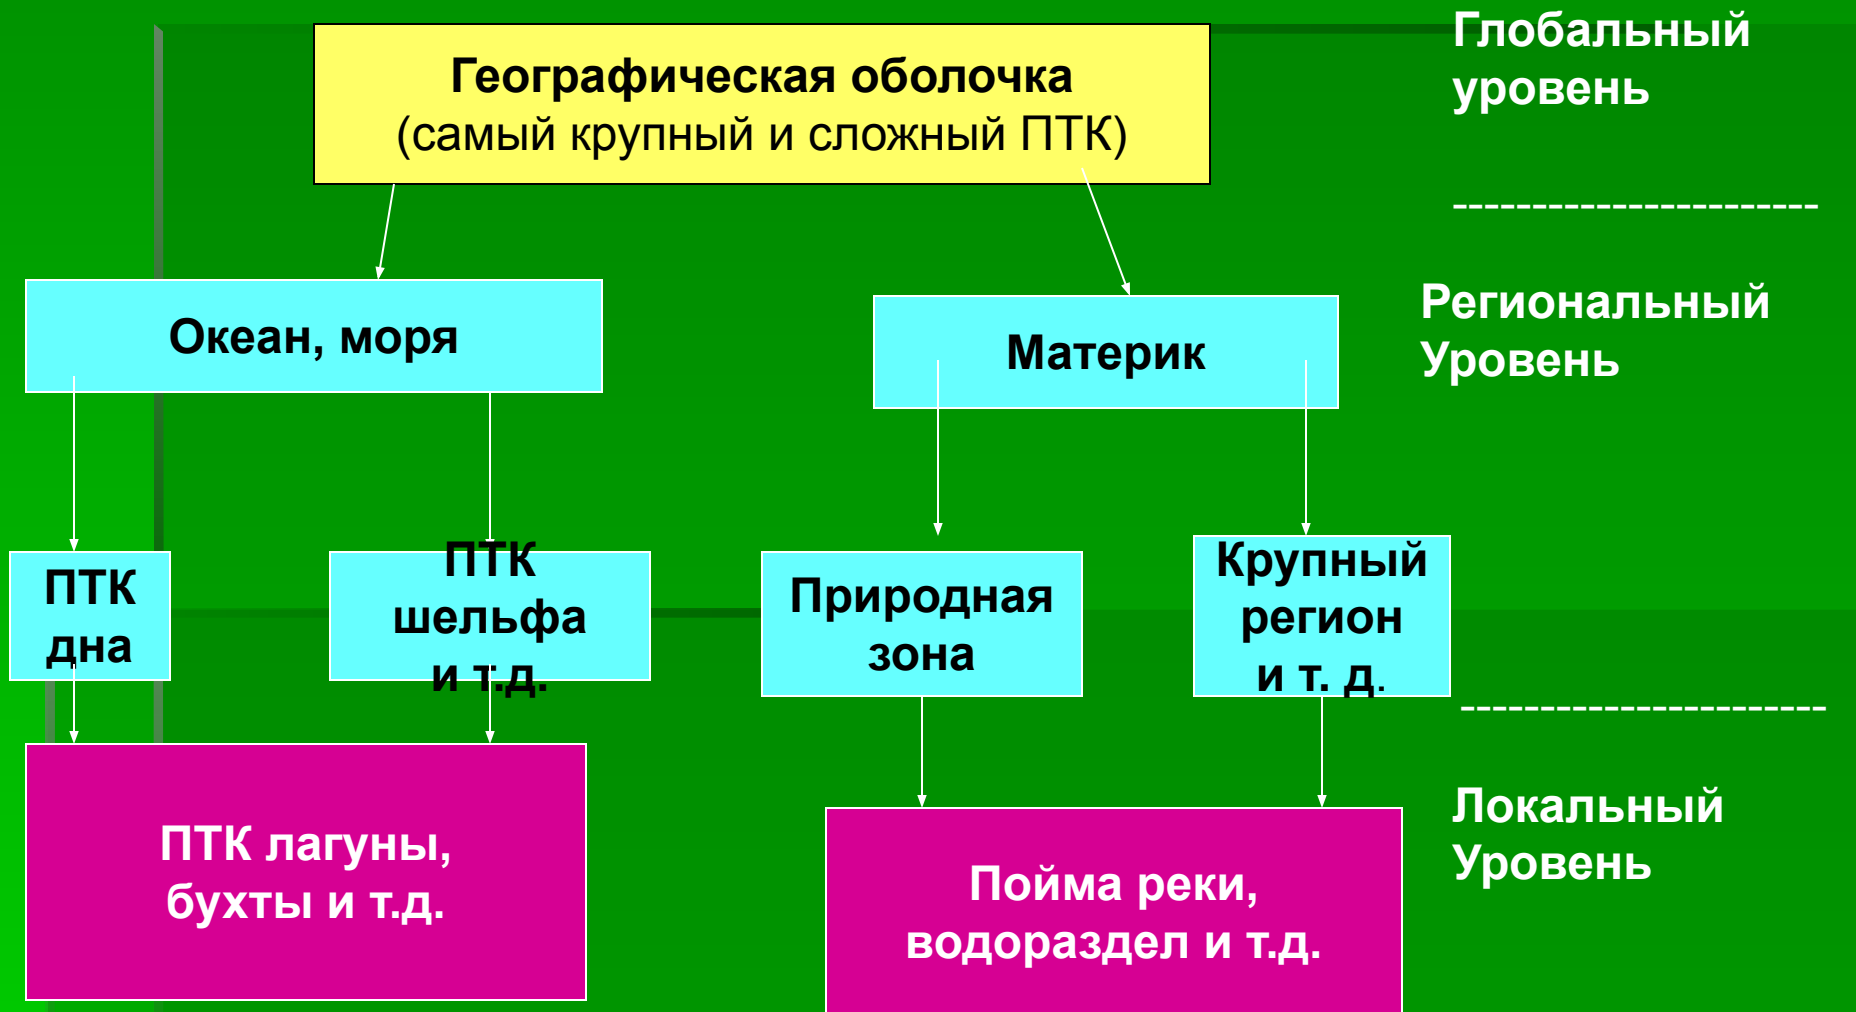 Географическая оболочка
(самый крупный и сложный ПТК)
Глобальный
уровень
-----------------------
Океан, моря
Материк
Региональный
Уровень
ПТК
дна
ПТК
шельфа
и т.д.
Природная
зона
Крупный
регион
и т. д.
-----------------------
ПТК лагуны,
бухты и т.д.
Пойма реки,
водораздел и т.д.
Локальный
Уровень